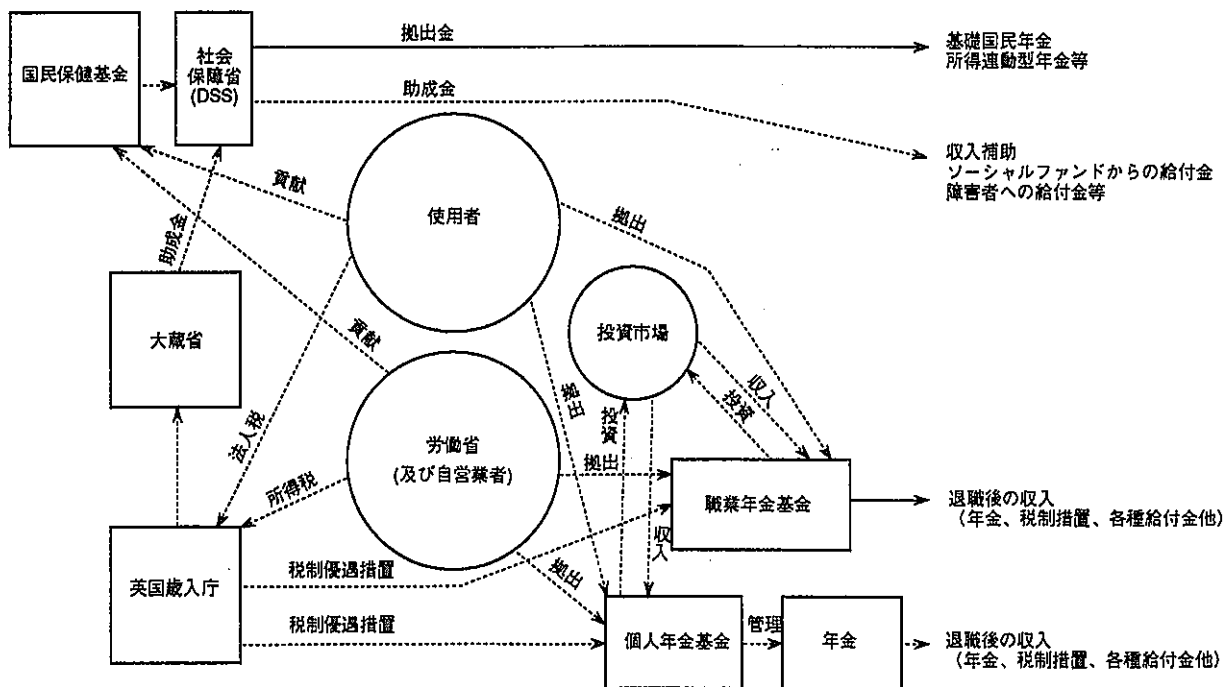 国民保健基金
社会
保障省
(DSS)
拠出金
基礎国民年金
所得連動型年金等
助成金
収入補助
ソーシャルファンドからの給付金
障害者への給付金等
貢献
使用者
拠出
助成金
大蔵省
貢献
投資市場
収入
投資
拠出
投資
法人税
労働省
(及び自営業者)
拠出
所得税
職業年金基金
退職後の収入
(年金、税制措置、各種給付金他)
収入
英国歳入庁
税制優遇措置
拠出
税制優遇措置
個人年金基金
管理
年金
退職後の収入
(年金、税制措置、各種給付金他)